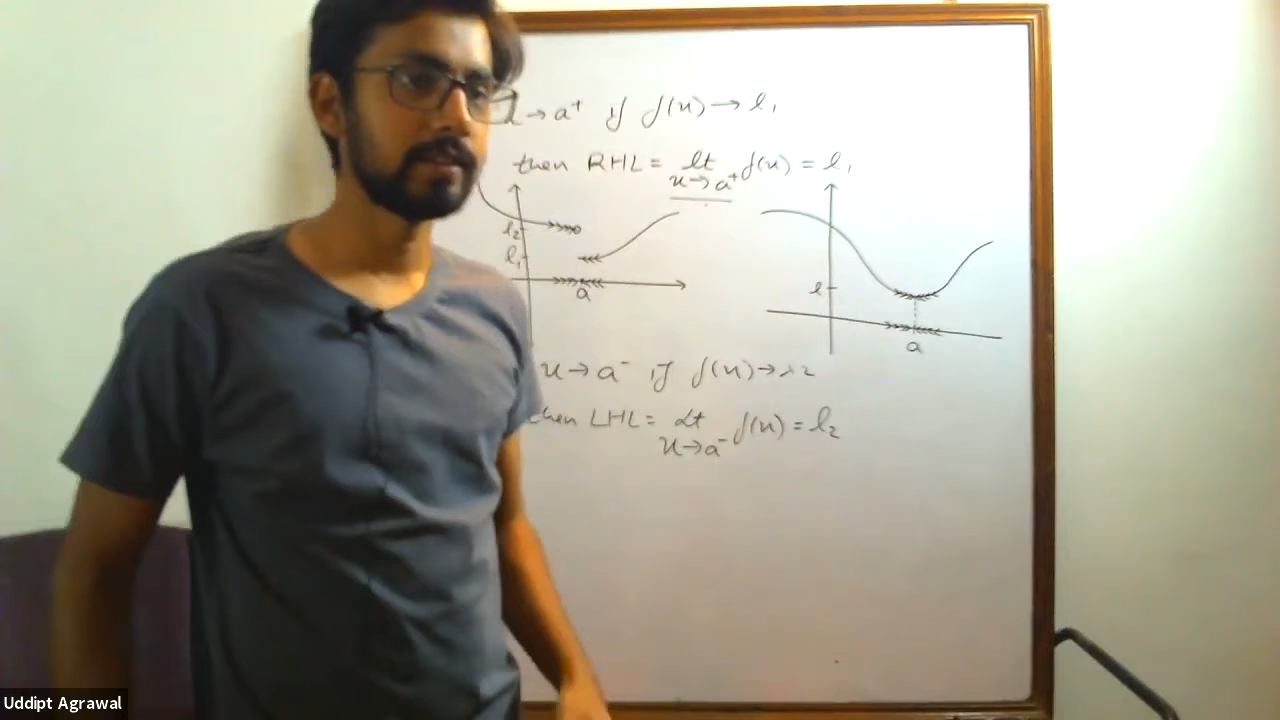 x → a⁺ if f(x) → l₁
then RHL = lt f(x) = l₁
x → a⁺
l₂
l₁
a
l
a
x → a⁻ if f(x) → l₂
then LHL = Lt f(x) = l₂
x → a⁻
Uddipt Agrawal